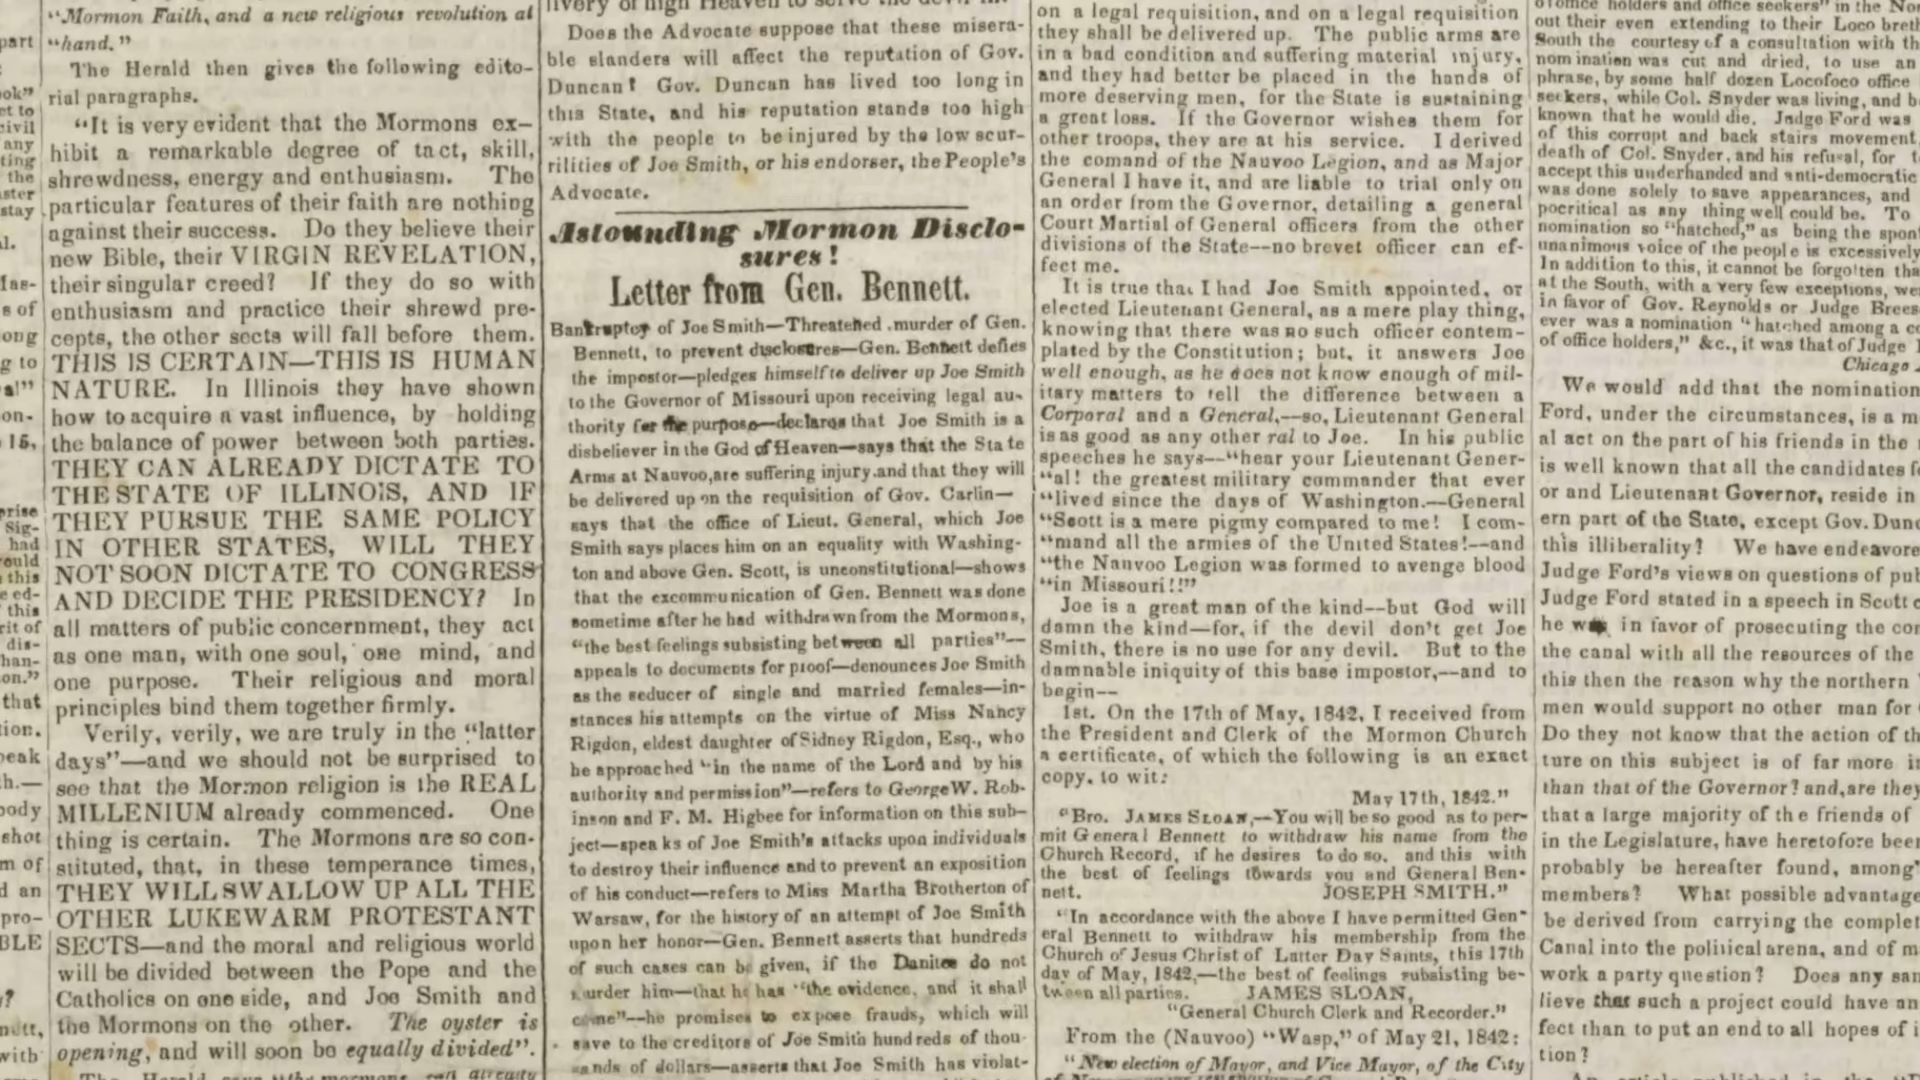 part
ook"
et to
civil
any
ting
the
aster
stay
Mas-
s of
ong
g to
a!"
on-
15,
prise
Sig-
had
ould
this
e ed-
this
rit of
dis-
han-
on."
that
tion.
peak
h.—
body
shot
m of
d an
pro-
BLE
y?
nett,
with
"Mormon Faith, and a new religious revolution at
"hand."
The Herald then gives the following edito-
rial paragraphs.
"It is very evident that the Mormons ex-
hibit a remarkable degree of tact, skill,
shrewdness, energy and enthusiasm. The
particular features of their faith are nothing
against their success. Do they believe their
new Bible, their VIRGIN REVELATION,
their singular creed? If they do so with
enthusiasm and practice their shrewd pre-
cepts, the other sects will fall before them.
THIS IS CERTAIN—THIS IS HUMAN
NATURE. In Illinois they have shown
how to acquire a vast influence, by holding
the balance of power between both parties.
THEY CAN ALREADY DICTATE TO
THE STATE OF ILLINOIS, AND IF
THEY PURSUE THE SAME POLICY
IN OTHER STATES, WILL THEY
NOT SOON DICTATE TO CONGRESS
AND DECIDE THE PRESIDENCY? In
all matters of public concernment, they act
as one man, with one soul, one mind, and
one purpose. Their religious and moral
principles bind them together firmly.
Verily, verily, we are truly in the "latter
days"—and we should not be surprised to
see that the Mormon religion is the REAL
MILLENIUM already commenced. One
thing is certain. The Mormons are so con-
stituted, that, in these temperance times,
THEY WILL SWALLOW UP ALL THE
OTHER LUKEWARM PROTESTANT
SECTS—and the moral and religious world
will be divided between the Pope and the
Catholics on one side, and Joe Smith and
the Mormons on the other. The oyster is
opening, and will soon be equally divided".
The Herald says "the mormons can already
livery of high Heaven to serve the devil in.
Does the Advocate suppose that these misera-
ble slanders will affect the reputation of Gov.
Duncan? Gov. Duncan has lived too long in
this State, and his reputation stands too high
with the people to be injured by the low scur-
rilities of Joe Smith, or his endorser, the People's
Advocate.
Astounding Mormon Disclo-
sures!
Letter from Gen. Bennett.
Bankruptcy of Joe Smith—Threatened murder of Gen.
Bennett, to prevent disclosures—Gen. Bennett defies
the impostor—pledges himself to deliver up Joe Smith
to the Governor of Missouri upon receiving legal au-
thority for the purpose—declares that Joe Smith is a
disbeliever in the God of Heaven—says that the State
Arms at Nauvoo, are suffering injury and that they will
be delivered up on the requisition of Gov. Carlin—
says that the office of Lieut. General, which Joe
Smith says places him on an equality with Washing-
ton and above Gen. Scott, is unconstitutional—shows
that the excommunication of Gen. Bennett was done
sometime after he had withdrawn from the Mormons,
"the best feelings subsisting between all parties"—
appeals to documents for proof—denounces Joe Smith
as the seducer of single and married females—in-
stances his attempts on the virtue of Miss Nancy
Rigdon, eldest daughter of Sidney Rigdon, Esq., who
he approached "in the name of the Lord and by his
authority and permission"—refers to George W. Rob-
inson and F. M. Higbee for information on this sub-
ject—speaks of Joe Smith's attacks upon individuals
to destroy their influence and to prevent an exposition
of his conduct—refers to Miss Martha Brotherton of
Warsaw, for the history of an attempt of Joe Smith
upon her honor—Gen. Bennett asserts that hundreds
of such cases can be given, if the Danites do not
murder him—that he has "the evidence, and it shall
come"—he promises to expose frauds, which will
save to the creditors of Joe Smith hundreds of thou-
sands of dollars—asserts that Joe Smith has violat-
on a legal requisition, and on a legal requisition
they shall be delivered up. The public arms are
in a bad condition and suffering material injury,
and they had better be placed in the hands of
more deserving men, for the State is sustaining
a great loss. If the Governor wishes them for
other troops, they are at his service. I derived
the comand of the Nauvoo Legion, and as Major
General I have it, and are liable to trial only on
an order from the Governor, detailing a general
Court Martial of General officers from the other
divisions of the State--no brevet officer can ef-
fect me.
It is true that I had Joe Smith appointed, or
elected Lieutenant General, as a mere play thing,
knowing that there was no such officer contem-
plated by the Constitution; but, it answers Joe
well enough, as he does not know enough of mil-
itary matters to tell the difference between a
Corporal and a General,--so, Lieutenant General
is as good as any other ral to Joe. In his public
speeches he says--"hear your Lieutenant Gener-
"al! the greatest military commander that ever
"lived since the days of Washington.—General
"Scott is a mere pigmy compared to me! I com-
"mand all the armies of the United States!--and
"the Nauvoo Legion was formed to avenge blood
"in Missouri!!"
Joe is a great man of the kind--but God will
damn the kind—for, if the devil don't get Joe
Smith, there is no use for any devil. But to the
damnable iniquity of this base impostor,--and to
begin--
1st. On the 17th of May, 1842, I received from
the President and Clerk of the Mormon Church
a certificate, of which the following is an exact
copy, to wit:
May 17th, 1842."
"Bro. JAMES SLOAN,—You will be so good as to per-
mit General Bennett to withdraw his name from the
Church Record, if he desires to do so, and this with
the best of feelings towards you and General Ben-
nett. JOSEPH SMITH."
"In accordance with the above I have permitted Gen-
eral Bennett to withdraw his membership from the
Church of Jesus Christ of Latter Day Saints, this 17th
day of May, 1842,—the best of feelings subsisting be-
tween all parties. JAMES SLOAN,
"General Church Clerk and Recorder."
From the (Nauvoo) "Wasp," of May 21, 1842:
"New election of Mayor, and Vice Mayor, of the City
of office holders and office seekers" in the Nor
out their even extending to their Loco breth
South the courtesy of a consultation with th
nomination was cut and dried, to use an
phrase, by some half dozen Locofoco office
seekers, while Col. Snyder was living, and b
known that he would die. Judge Ford was
of this corrupt and back stairs movement,
death of Col. Snyder, and his refusal, for t
accept this underhanded and anti-democratic
was done solely to save appearances, and
pocritical as any thing well could be. To
nomination so "hatched," as being the spon
unanimous voice of the people is excessively
In addition to this, it cannot be forgotten tha
at the South, with a very few exceptions, we
in favor of Gov. Reynolds or Judge Brees
ever was a nomination "hatched among a co
of office holders," &c., it was that of Judge
Chicago
We would add that the nomination
Ford, under the circumstances, is a m
al act on the part of his friends in the
is well known that all the candidates f
or and Lieutenant Governor, reside in
ern part of the State, except Gov. Dunc
this illiberality? We have endeavore
Judge Ford's views on questions of pub
Judge Ford stated in a speech in Scott c
he was in favor of prosecuting the con
the canal with all the resources of the
this then the reason why the northern
men would support no other man for
Do they not know that the action of th
ture on this subject is of far more i
than that of the Governor? and, are they
that a large majority of the friends of
in the Legislature, have heretofore been
probably be hereafter found, among
members? What possible advantage
be derived from carrying the complet
Canal into the political arena, and of m
work a party question? Does any san
lieve that such a project could have an
fect than to put an end to all hopes of i
tion?